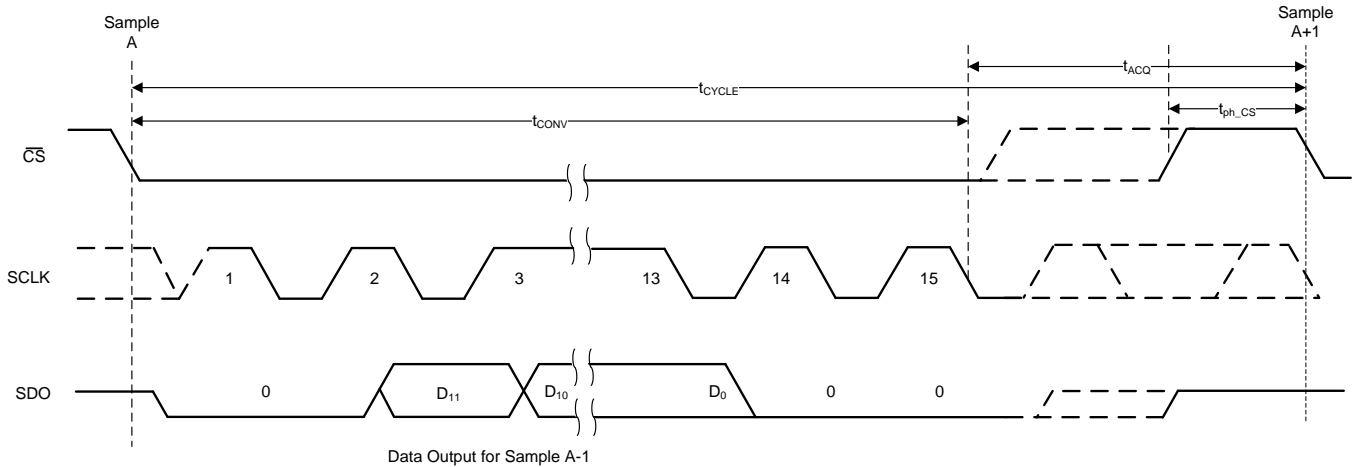 Sample
A
Sample
A+1
tACQ
tCYCLE
tph_CS
tCONV
CS
SCLK
1 2 3 13 14 15
SDO
0 D11 D10 D0 0 0
Data Output for Sample A-1